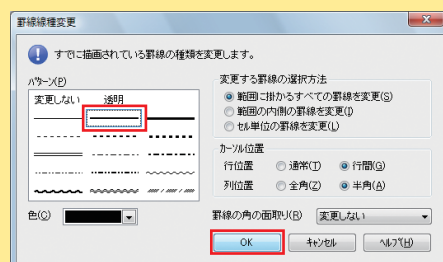 罫線線種変更
すでに描画されている罫線の種類を変更します。
パターン(P)
変更しない 透明
色(C)
変更する罫線の選択方法
範囲に掛かるすべての罫線を変更(S)
範囲の内側の罫線を変更(I)
セル単位の罫線を変更(L)
カーソル位置
行位置 通常(T) 行間(G)
列位置 全角(Z) 半角(A)
罫線の角の面取り(R) 変更しない
OK キャンセル ヘルプ(H)